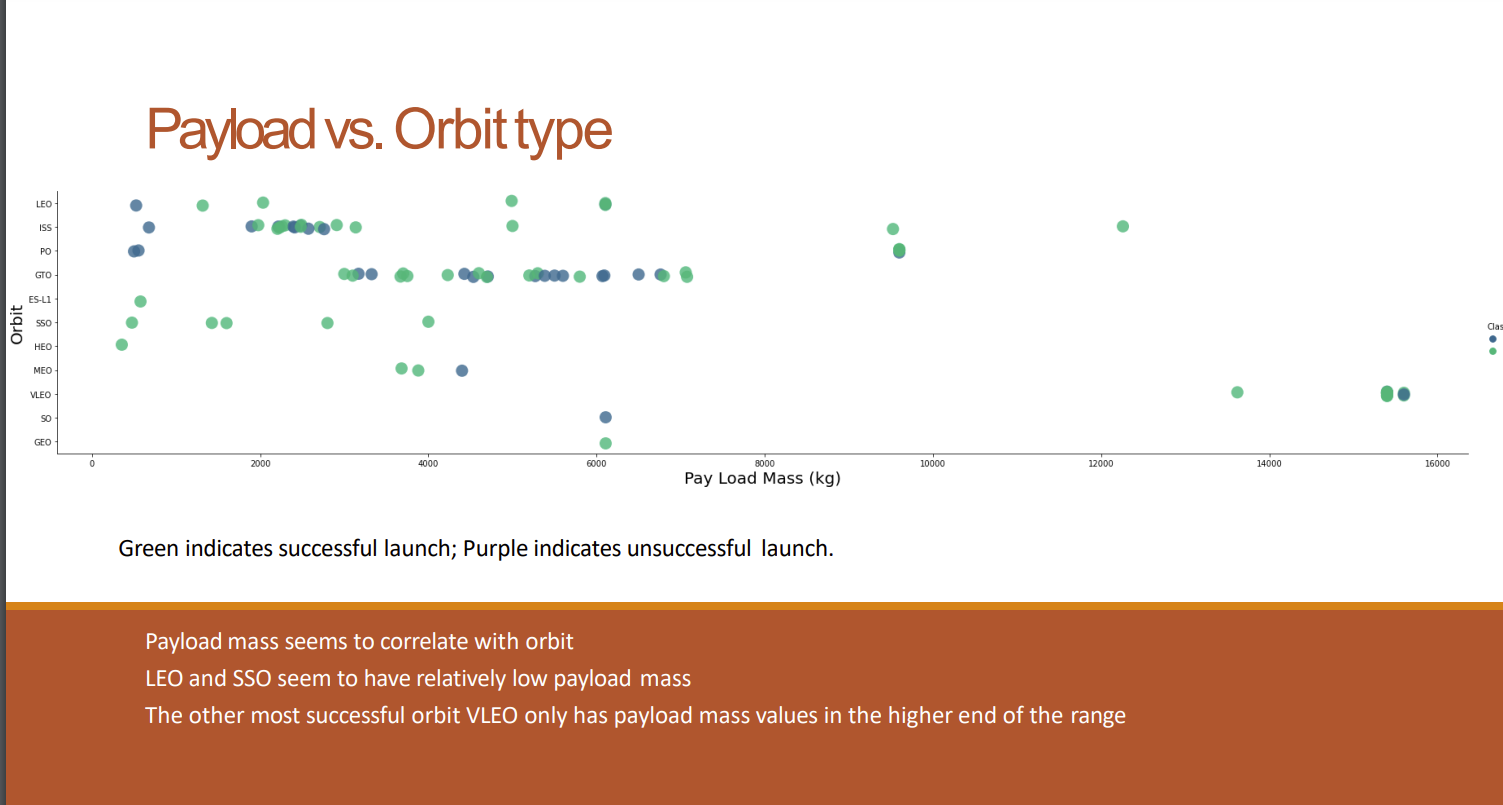 Payload vs. Orbit type
LEO
ISS
PO
GTO
ES-L1
SSO
HEO
MEO
VLEO
SO
GEO
Orbit
0 2000 4000 6000 8000 10000 12000 14000 16000
Pay Load Mass (kg)
Clas
Green indicates successful launch; Purple indicates unsuccessful launch.
Payload mass seems to correlate with orbit
LEO and SSO seem to have relatively low payload mass
The other most successful orbit VLEO only has payload mass values in the higher end of the range